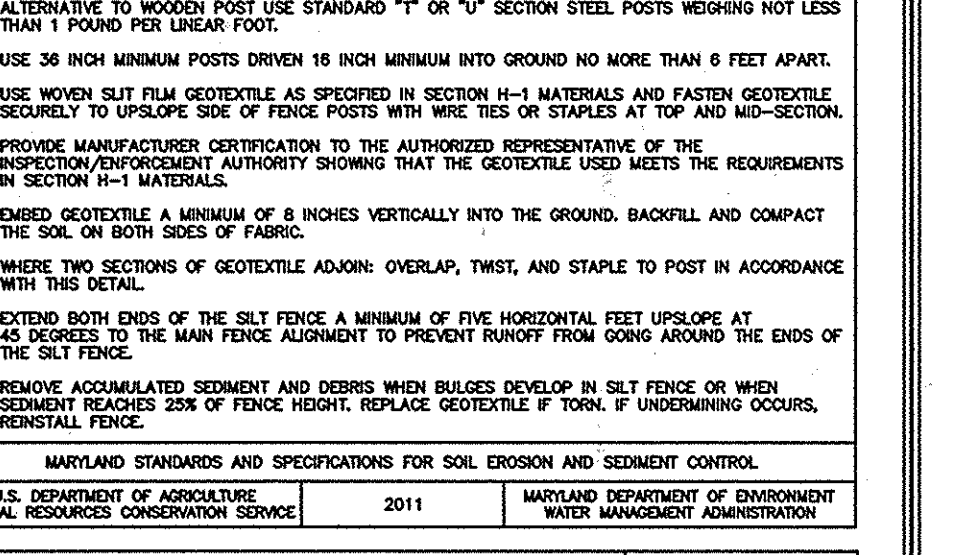 ALTERNATIVE TO WOODEN POST USE STANDARD "T" OR "U" SECTION STEEL POSTS WEIGHING NOT LESS
THAN 1 POUND PER LINEAR FOOT.
USE 36 INCH MINIMUM POSTS DRIVEN 16 INCH MINIMUM INTO GROUND NO MORE THAN 6 FEET APART.
USE WOVEN SLIT FILM GEOTEXTILE AS SPECIFIED IN SECTION H-1 MATERIALS AND FASTEN GEOTEXTILE
SECURELY TO UPSLOPE SIDE OF FENCE POSTS WITH WIRE TIES OR STAPLES AT TOP AND MID-SECTION.
PROVIDE MANUFACTURER CERTIFICATION TO THE AUTHORIZED REPRESENTATIVE OF THE
INSPECTION/ENFORCEMENT AUTHORITY SHOWING THAT THE GEOTEXTILE USED MEETS THE REQUIREMENTS
IN SECTION H-1 MATERIALS.
EMBED GEOTEXTILE A MINIMUM OF 8 INCHES VERTICALLY INTO THE GROUND. BACKFILL AND COMPACT
THE SOIL ON BOTH SIDES OF FABRIC.
WHERE TWO SECTIONS OF GEOTEXTILE ADJOIN: OVERLAP, TWIST, AND STAPLE TO POST IN ACCORDANCE
WITH THIS DETAIL.
EXTEND BOTH ENDS OF THE SILT FENCE A MINIMUM OF FIVE HORIZONTAL FEET UPSLOPE AT
45 DEGREES TO THE MAIN FENCE ALIGNMENT TO PREVENT RUNOFF FROM GOING AROUND THE ENDS OF
THE SILT FENCE.
REMOVE ACCUMULATED SEDIMENT AND DEBRIS WHEN BULGES DEVELOP IN SILT FENCE OR WHEN
SEDIMENT REACHES 25% OF FENCE HEIGHT. REPLACE GEOTEXTILE IF TORN. IF UNDERMINING OCCURS,
REINSTALL FENCE.
MARYLAND STANDARDS AND SPECIFICATIONS FOR SOIL EROSION AND SEDIMENT CONTROL
U.S. DEPARTMENT OF AGRICULTURE
AL RESOURCES CONSERVATION SERVICE
2011
MARYLAND DEPARTMENT OF ENVIRONMENT
WATER MANAGEMENT ADMINISTRATION